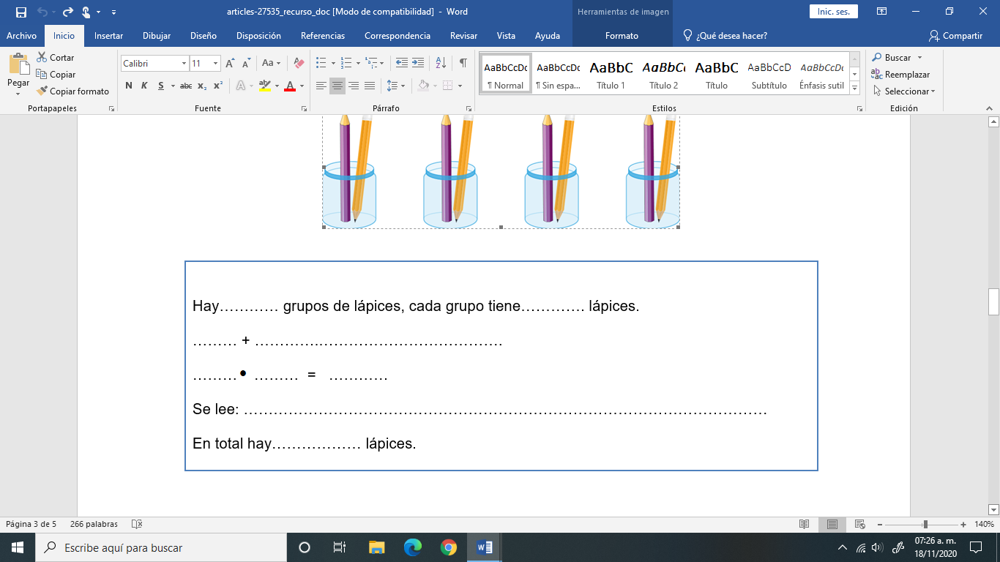 articles-27535_recurso_doc [Modo de compatibilidad] - Word
Herramientas de imagen
Inic. ses.
Archivo Inicio Insertar Dibujar Diseño Disposición Referencias Correspondencia Revisar Vista Ayuda Formato ¿Qué desea hacer? Compartir
Pegar
Cortar
Copiar
Copiar formato
Portapapeles
Calibri 11
N K S abc x₂ x²
Fuente
Párrafo
AaBbCcDc AaBbCcDc AaBbC AaBbCc AaBbC AaBbCcD AaBbCcDc
¶ Normal ¶ Sin espa... Título 1 Título 2 Título Subtítulo Énfasis sutil
Estilos
Buscar
Reemplazar
Seleccionar
Edición
Hay………… grupos de lápices, cada grupo tiene…………. lápices.
……… + ………….……………………………….
………• ……… = …………
Se lee: ……………………………………………………………………………………………
En total hay……………… lápices.
Página 3 de 5 266 palabras 140%
Escribe aquí para buscar
07:26 a. m.
18/11/2020